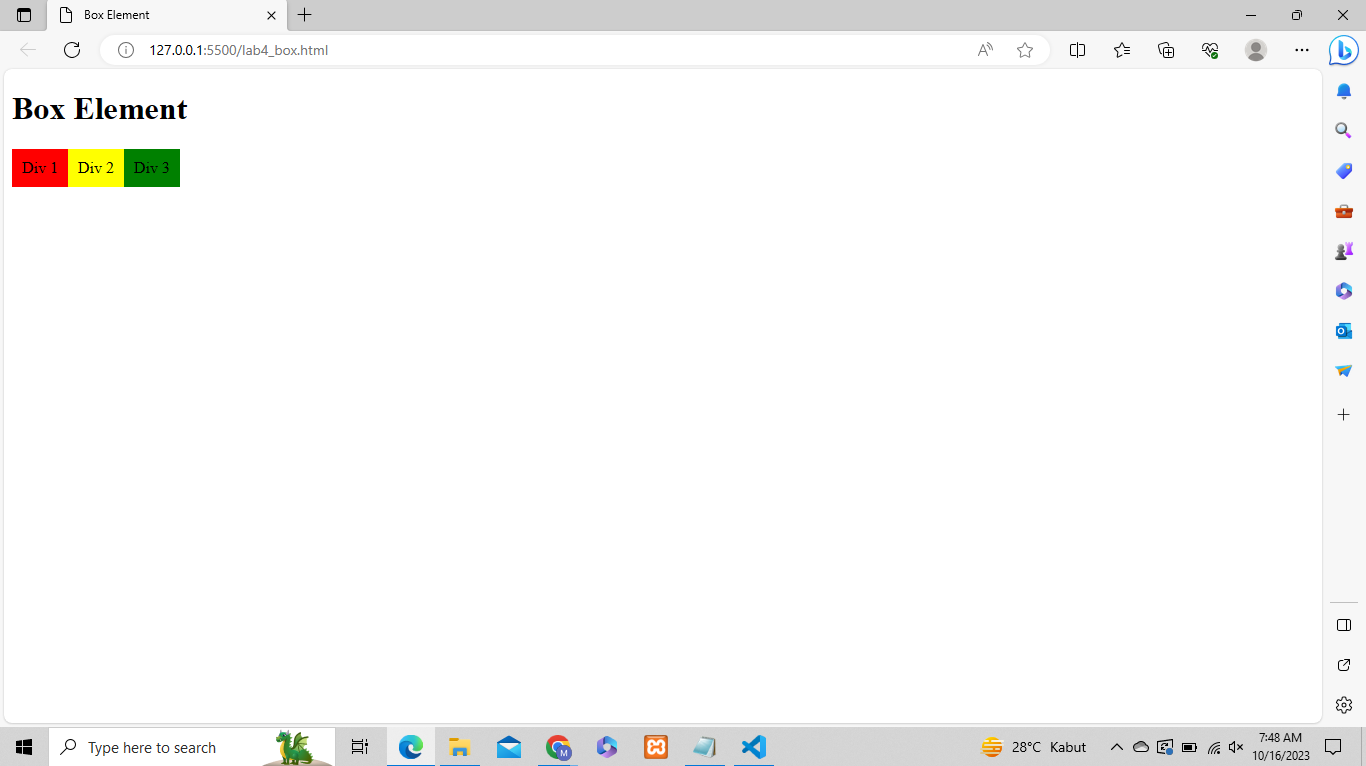 Box Element
127.0.0.1:5500/lab4_box.html
Box Element
Div 1 Div 2 Div 3
Type here to search
28°C Kabut
7:48 AM
10/16/2023